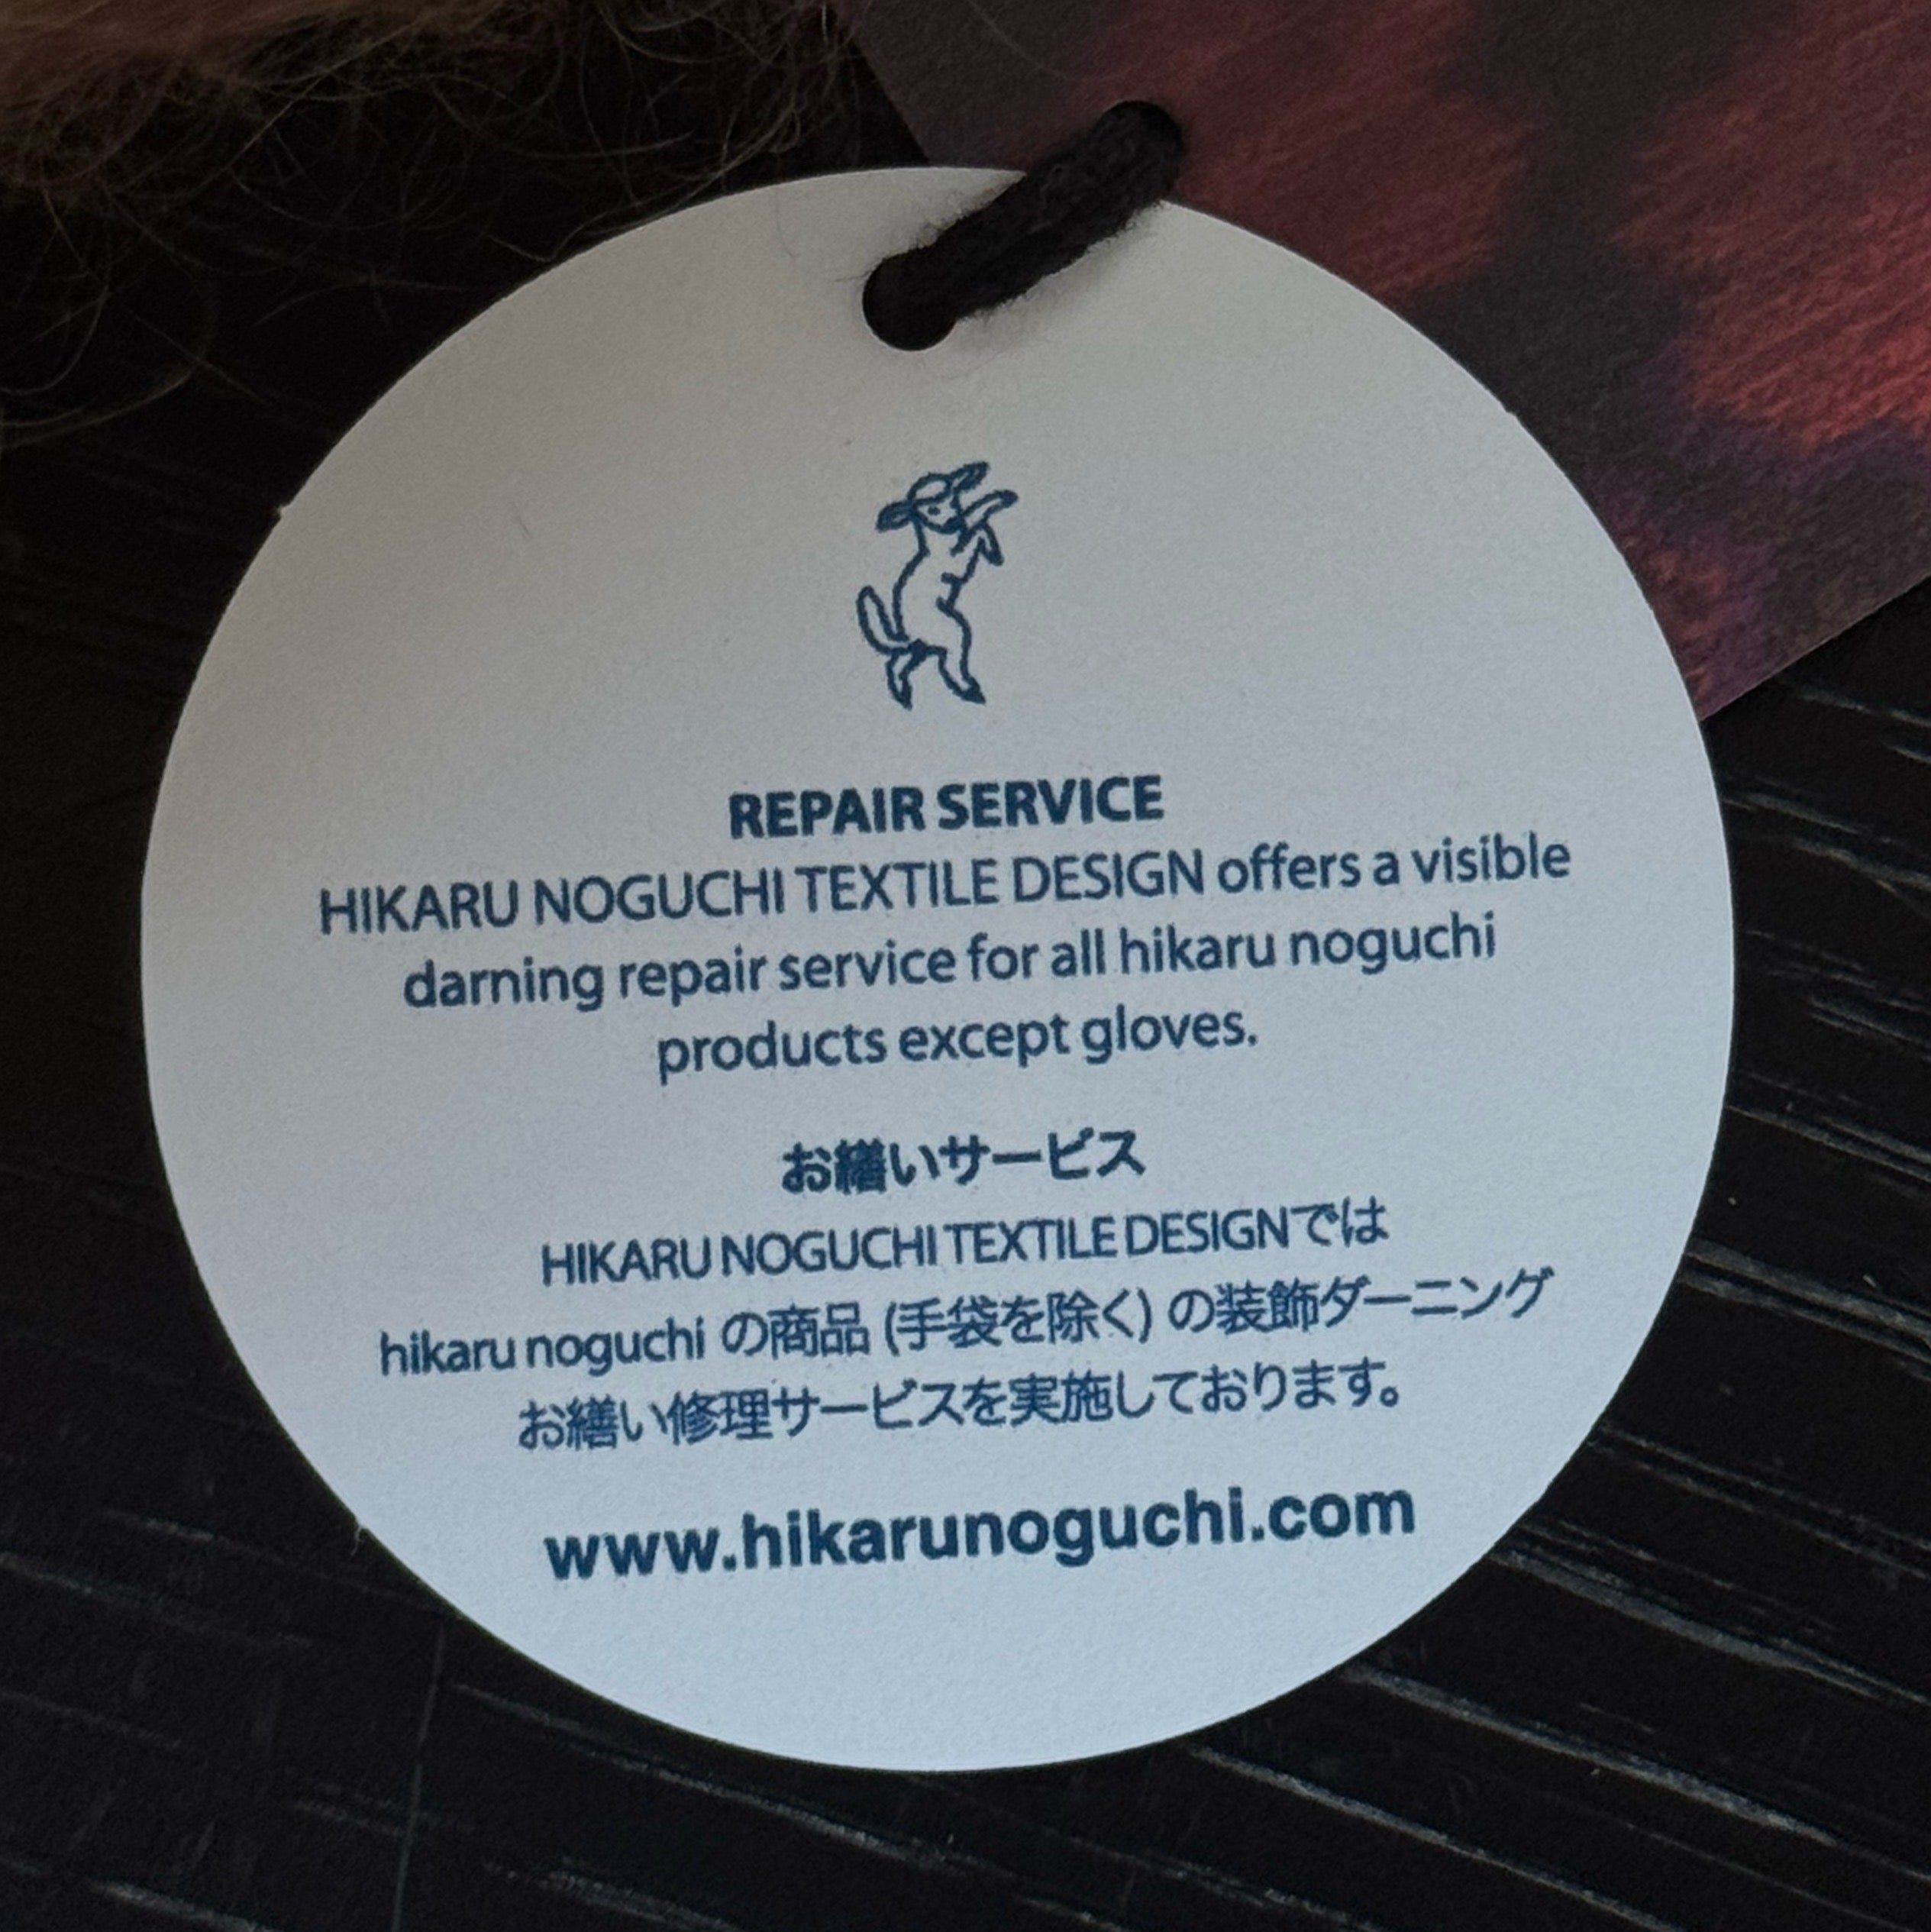 REPAIR SERVICE
HIKARU NOGUCHI TEXTILE DESIGN offers a visible
darning repair service for all hikaru noguchi
products except gloves.
お繕いサービス
HIKARU NOGUCHI TEXTILE DESIGNでは
hikaru noguchi の商品 (手袋を除く) の装飾ダーニング
お繕い修理サービスを実施しております。
www.hikarunoguchi.com